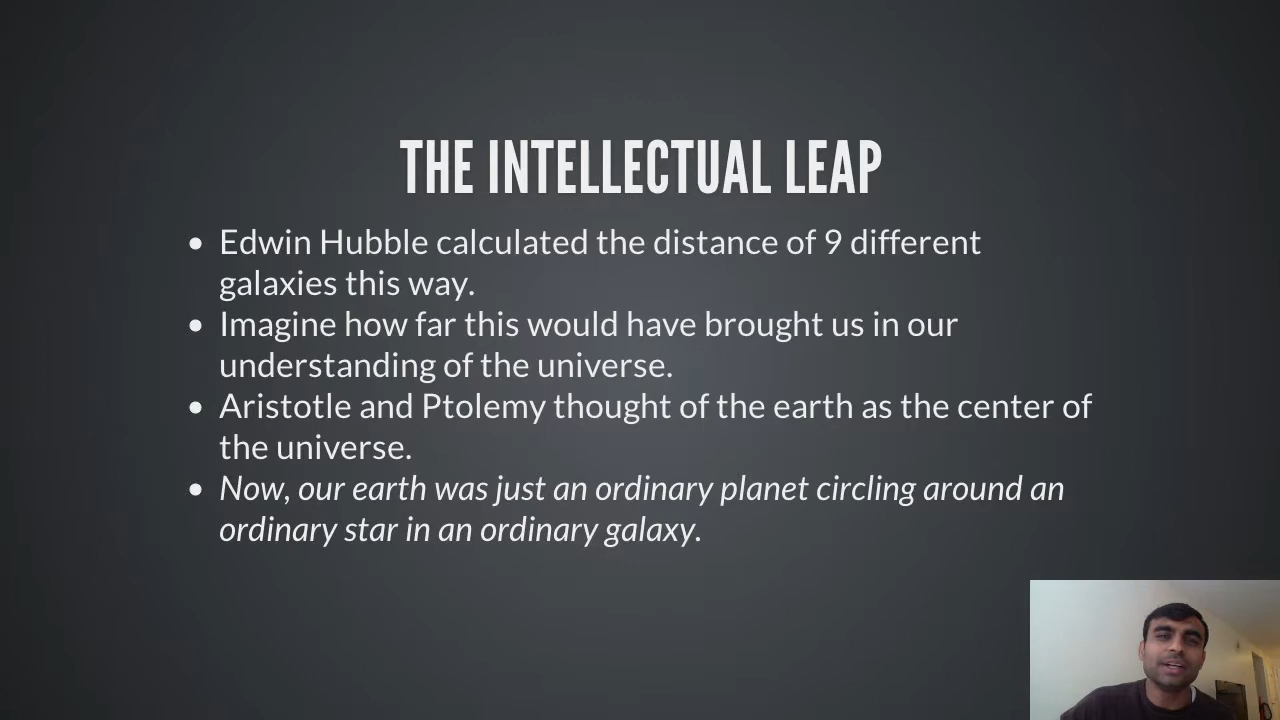 THE INTELLECTUAL LEAP
• Edwin Hubble calculated the distance of 9 different
galaxies this way.
• Imagine how far this would have brought us in our
understanding of the universe.
• Aristotle and Ptolemy thought of the earth as the center of
the universe.
• Now, our earth was just an ordinary planet circling around an
ordinary star in an ordinary galaxy.